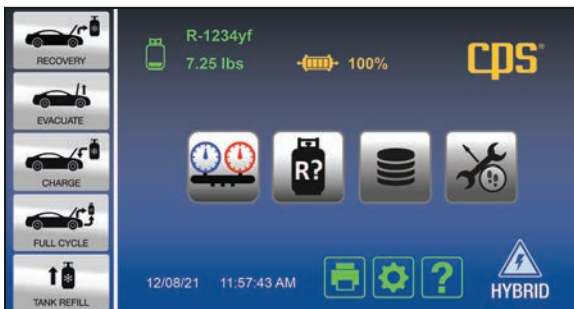 RECOVERY
EVACUATE
CHARGE
FULL CYCLE
TANK REFILL
R-1234yf
7.25 lbs
100%
cps®
R?
12/08/21 11:57:43 AM
?
HYBRID